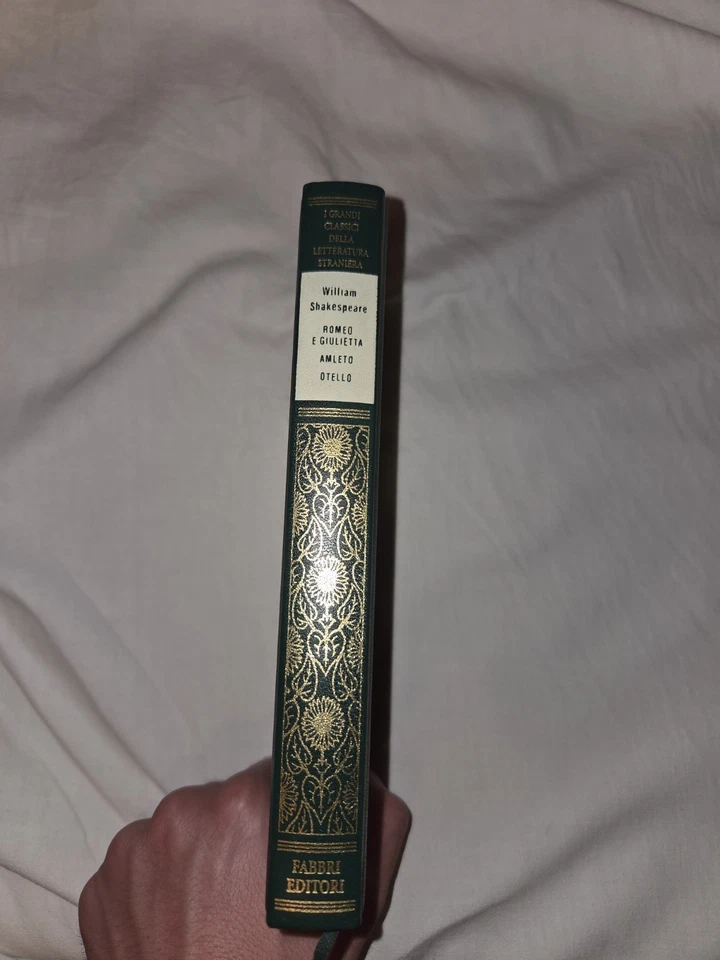 I GRANDI
CLASSICI
DELLA
LETTERATURA
STRANIERA
William
Shakespeare
ROMEO
E GIULIETTA
AMLETO
OTELLO
FABBRI
EDITORI